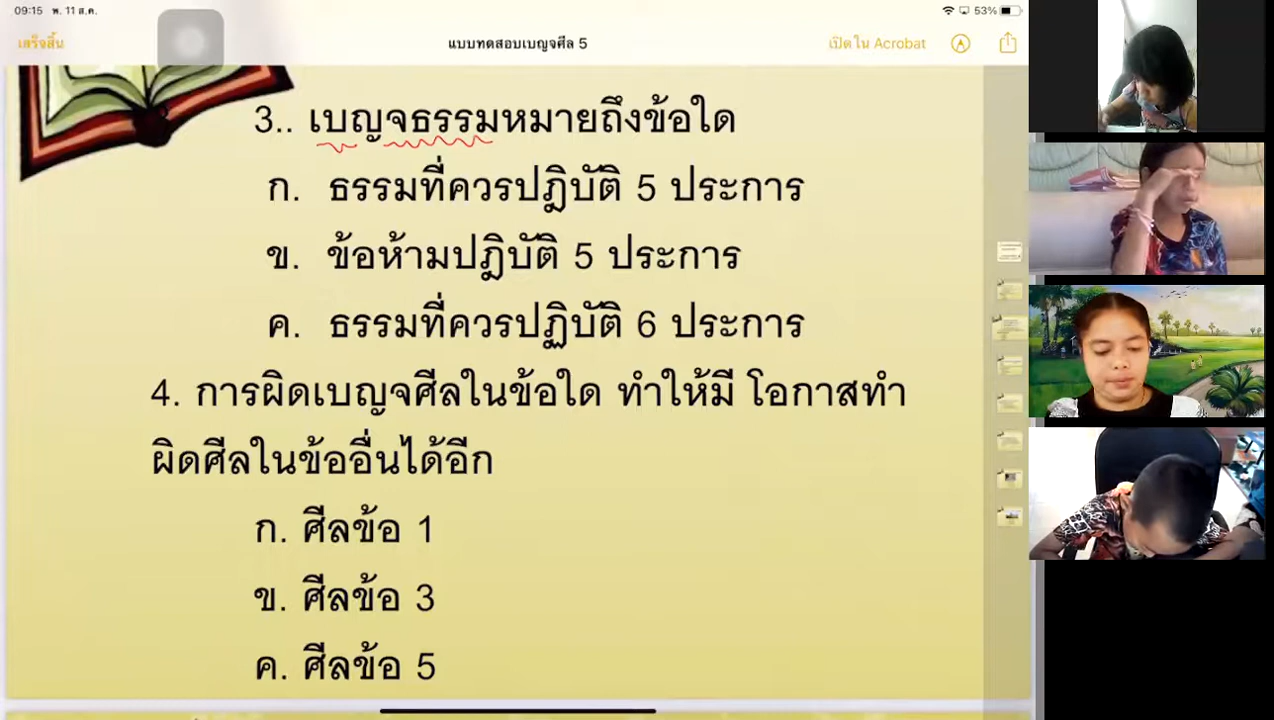 09:15 พ. 11 ส.ค.
53%
เสร็จสิ้น
แบบทดสอบเบญจศีล 5
เปิดใน Acrobat
3.. เบญจธรรมหมายถึงข้อใด
ก. ธรรมที่ควรปฎิบัติ 5 ประการ
ข. ข้อห้ามปฎิบัติ 5 ประการ
ค. ธรรมที่ควรปฏิบัติ 6 ประการ
4. การผิดเบญจศีลในข้อใด ทำให้มี โอกาสทำ
ผิดศีลในข้ออื่นได้อีก
ก. ศีลข้อ 1
ข. ศีลข้อ 3
ค. ศีลข้อ 5